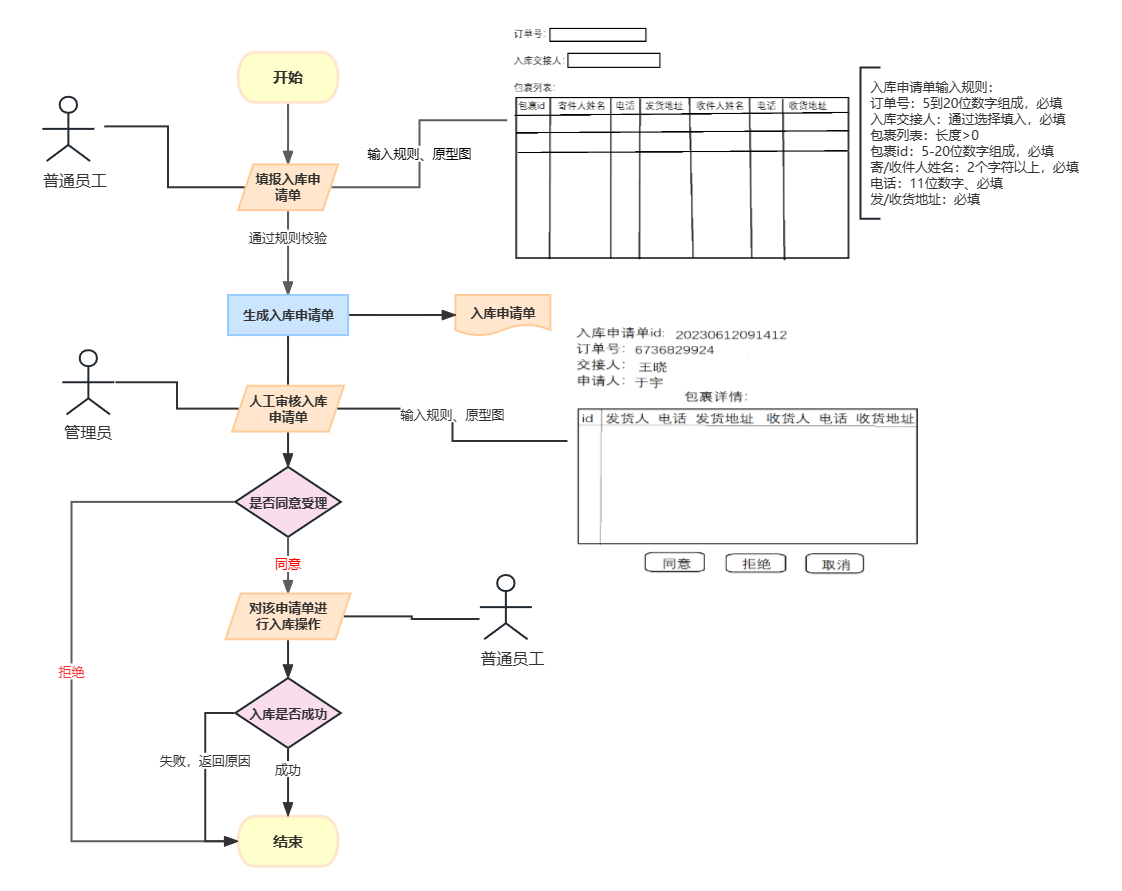 订单号：
入库交接人：
包裹列表：
包裹id 寄件人姓名 电话 发货地址 收件人姓名 电话 收货地址
入库申请单输入规则：
订单号：5到20位数字组成，必填
入库交接人：通过选择填入，必填
包裹列表：长度>0
包裹id：5-20位数字组成，必填
寄/收件人姓名：2个字符以上，必填
电话：11位数字、必填
发/收货地址：必填
开始
普通员工
输入规则、原型图
填报入库申
请单
通过规则校验
生成入库申请单
入库申请单
入库申请单id: 20230612091412
订单号：6736829924
交接人：王晓
申请人：于宇
包裹详情：
id 发货人 电话 发货地址 收货人 电话 收货地址
同意 拒绝 取消
管理员
人工审核入库
申请单
输入规则、原型图
是否同意受理
同意
对该申请单进
行入库操作
普通员工
拒绝
入库是否成功
失败，返回原因
成功
结束